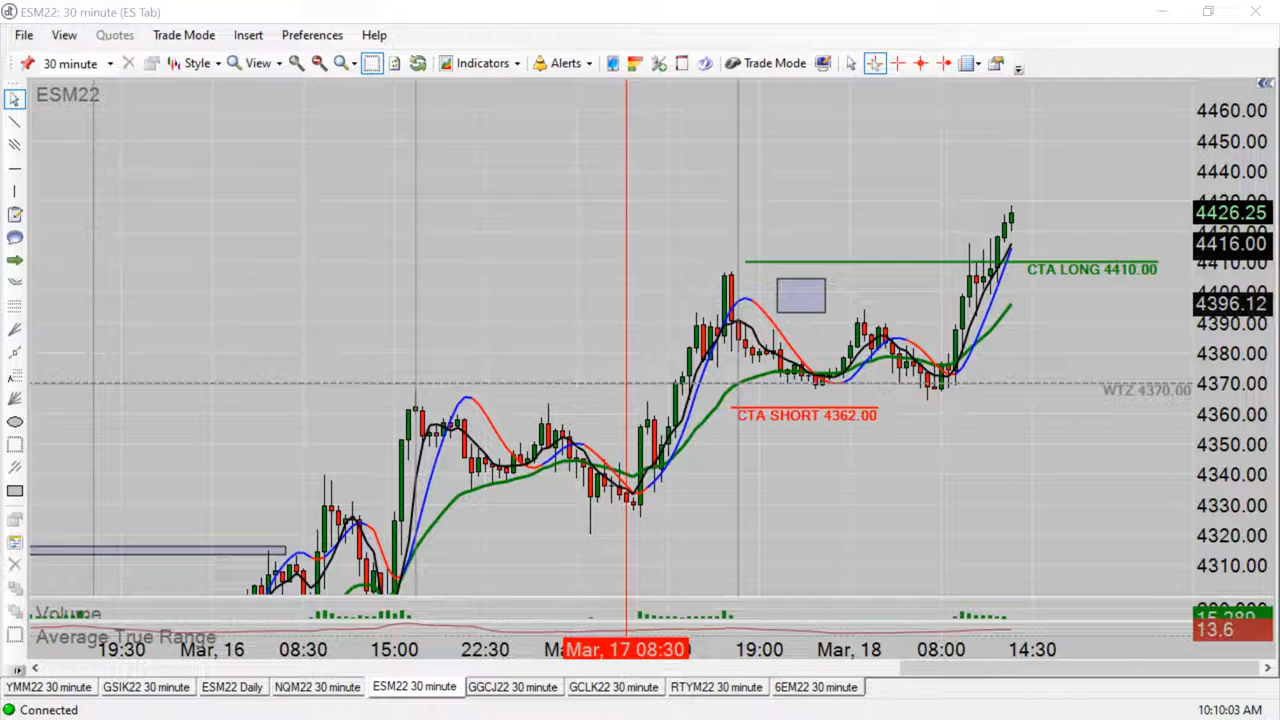 ESM22: 30 minute (ES Tab)
File View Quotes Trade Mode Insert Preferences Help
30 minute Style View Indicators Alerts Trade Mode
ESM22
4460.00
4450.00
4440.00
4426.25
4416.00
4410.00
CTA LONG 4410.00
4396.12
4390.00
4380.00
4370.00
WTZ 4370.00
CTA SHORT 4362.00
4360.00
4350.00
4340.00
4330.00
4320.00
4310.00
Volume
Average True Range
13.6
19:30 Mar, 16 08:30 15:00 22:30 Mar, 17 08:30 19:00 Mar, 18 08:00 14:30
YMM22 30 minute GSIK22 30 minute ESM22 Daily NQM22 30 minute ESM22 30 minute GGCJ22 30 minute GCLK22 30 minute RTYM22 30 minute 6EM22 30 minute
Connected 10:10:03 AM